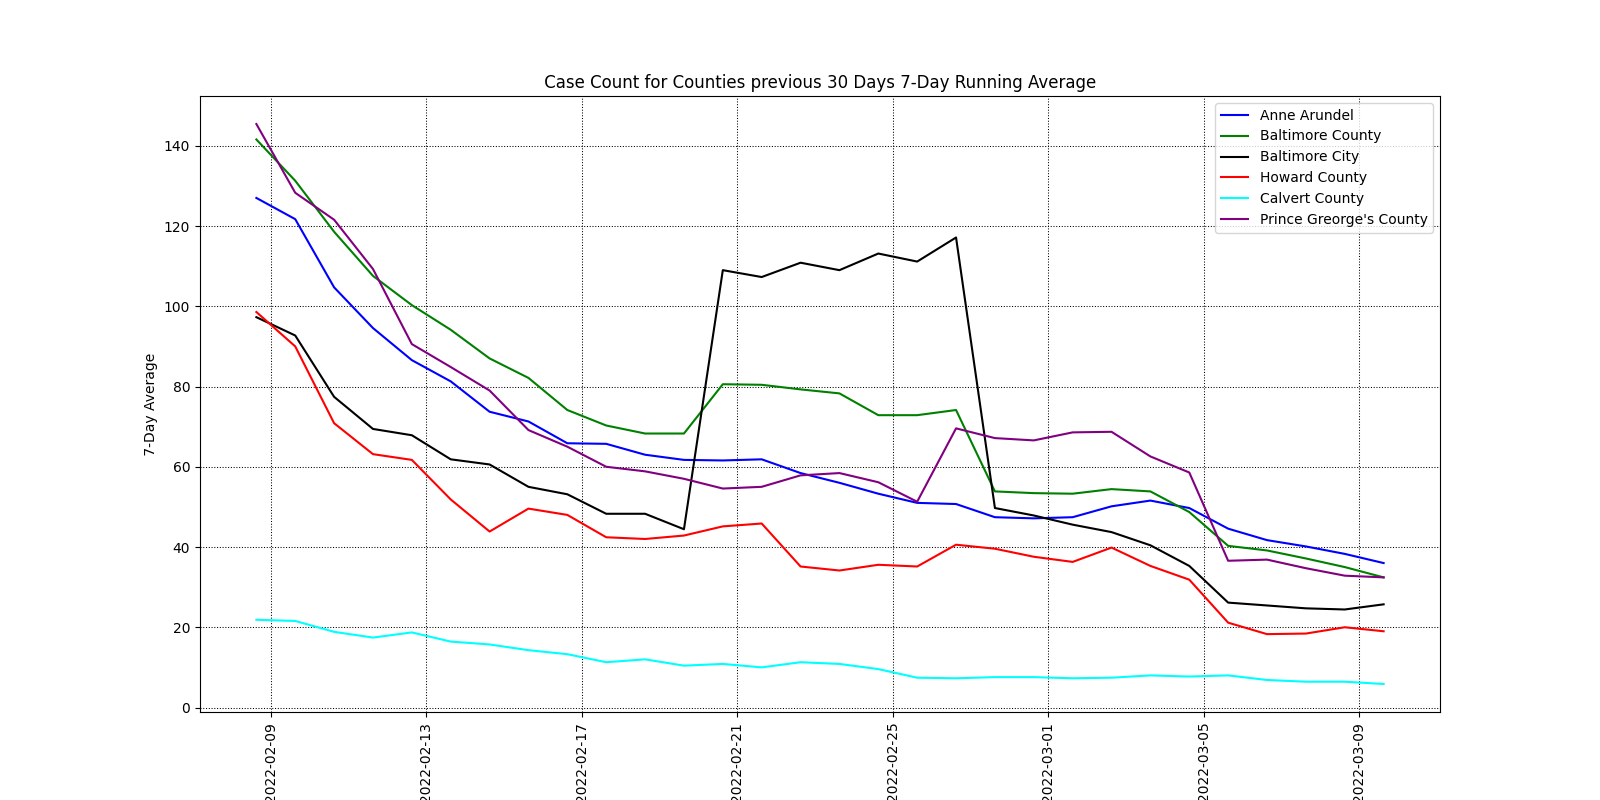 Case Count for Counties previous 30 Days 7-Day Running Average
Anne Arundel
Baltimore County
Baltimore City
Howard County
Calvert County
Prince Greorge's County
7-Day Average
140
120
100
80
60
40
20
0
2022-02-09
2022-02-13
2022-02-17
2022-02-21
2022-02-25
2022-03-01
2022-03-05
2022-03-09